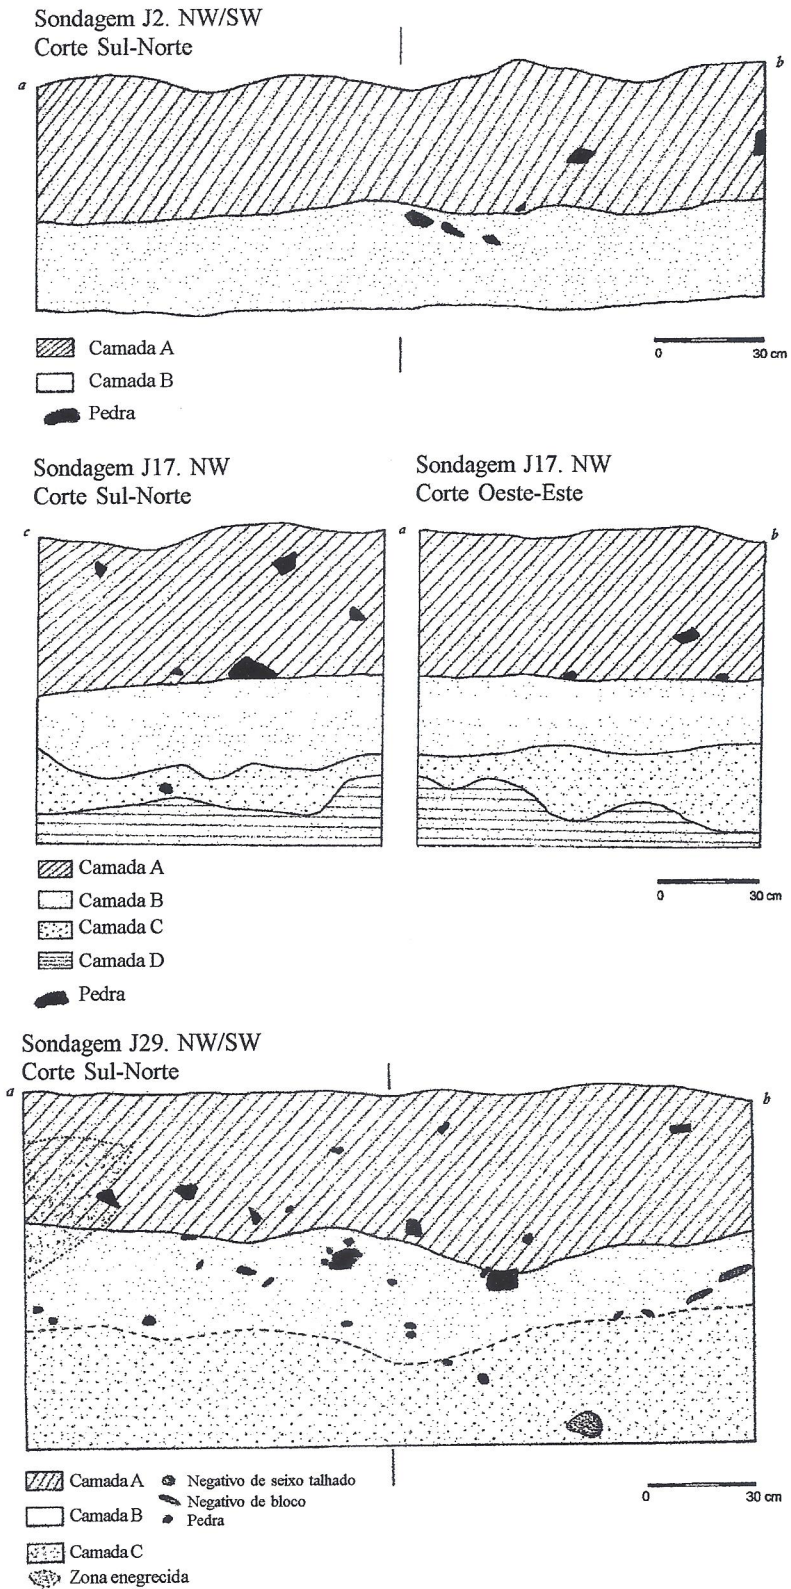 Sondagem J2. NW/SW
Corte Sul-Norte
a
b
Camada A
Camada B
Pedra
0 30 cm
Sondagem J17. NW
Corte Sul-Norte
Sondagem J17. NW
Corte Oeste-Este
c
a
b
Camada A
Camada B
Camada C
Camada D
Pedra
0 30 cm
Sondagem J29. NW/SW
Corte Sul-Norte
a
b
Camada A
Camada B
Camada C
Zona enegrecida
Negativo de seixo talhado
Negativo de bloco
Pedra
0 30 cm